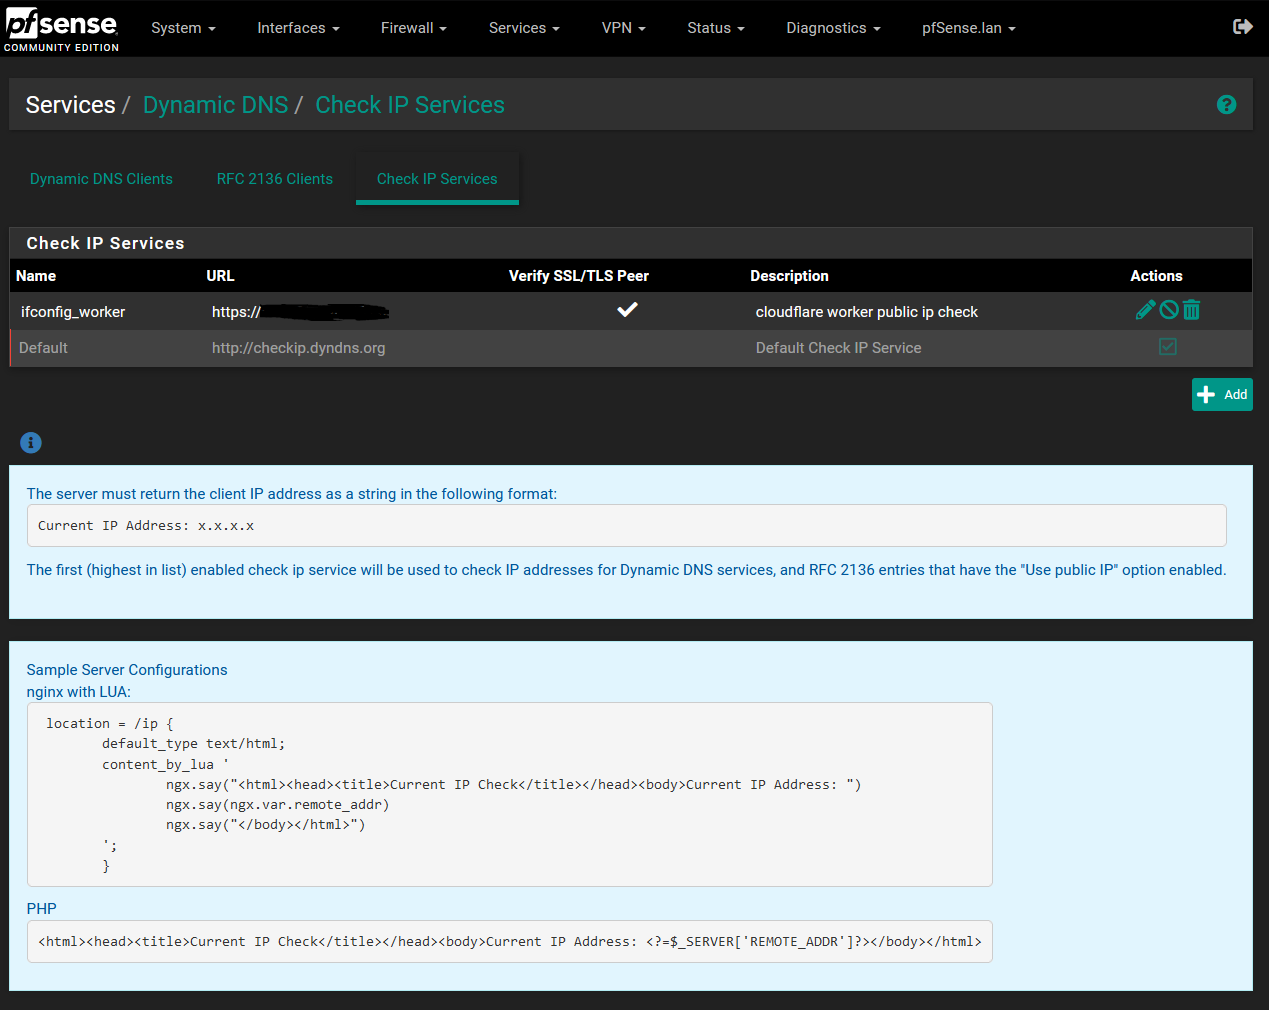 pfsense
COMMUNITY EDITION
System Interfaces Firewall Services VPN Status Diagnostics pfSense.lan
Services / Dynamic DNS / Check IP Services
Dynamic DNS Clients RFC 2136 Clients Check IP Services
Check IP Services
Name URL Verify SSL/TLS Peer Description Actions
ifconfig_worker https:// cloudflare worker public ip check
Default http://checkip.dyndns.org Default Check IP Service
Add
The server must return the client IP address as a string in the following format:
Current IP Address: x.x.x.x
The first (highest in list) enabled check ip service will be used to check IP addresses for Dynamic DNS services, and RFC 2136 entries that have the "Use public IP" option enabled.
Sample Server Configurations
nginx with LUA:
location = /ip {
default_type text/html;
content_by_lua '
ngx.say("<html><head><title>Current IP Check</title></head><body>Current IP Address: ")
ngx.say(ngx.var.remote_addr)
ngx.say("</body></html>")
';
}
PHP
<html><head><title>Current IP Check</title></head><body>Current IP Address: <?=$_SERVER['REMOTE_ADDR']?></body></html>